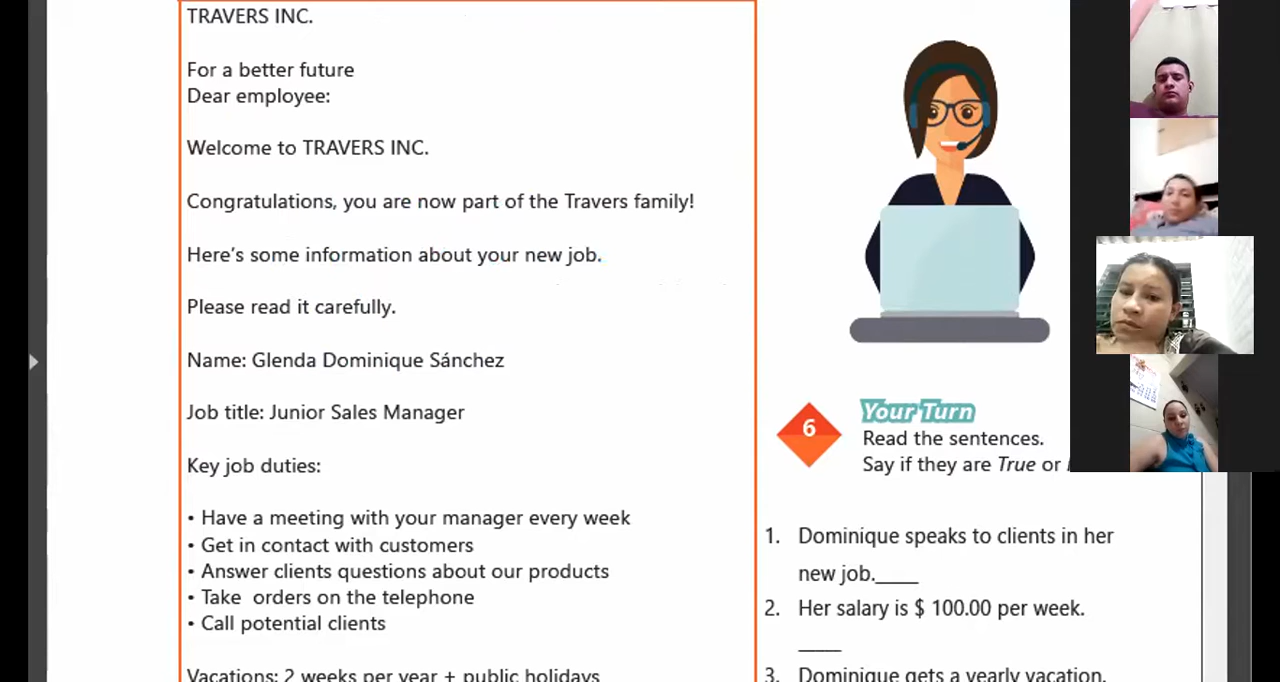 TRAVERS INC.
For a better future
Dear employee:
Welcome to TRAVERS INC.
Congratulations, you are now part of the Travers family!
Here's some information about your new job.
Please read it carefully.
Name: Glenda Dominique Sánchez
Job title: Junior Sales Manager
Key job duties:
• Have a meeting with your manager every week
• Get in contact with customers
• Answer clients questions about our products
• Take orders on the telephone
• Call potential clients
Vacations: 2 weeks per year + public holidays
6
Your Turn
Read the sentences.
Say if they are True or
1. Dominique speaks to clients in her
new job.____
2. Her salary is $ 100.00 per week.
____
3. Dominique gets a yearly vacation.